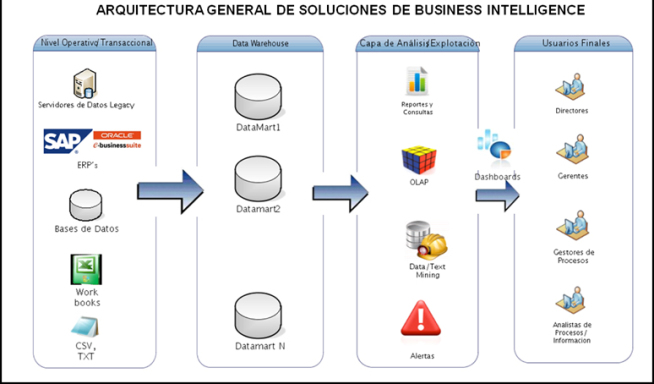 ARQUITECTURA GENERAL DE SOLUCIONES DE BUSINESS INTELLIGENCE
Nivel Operativo/Transaccional
Servidores de Datos Legacy
SAP
ORACLE
e-businesssuite
ERP's
Bases de Datos
Work
books
CSV,
TXT
Data Warehouse
DataMart1
Datamart2
Datamart N
Capa de Análisis/Explotación
Reportes y
Consultas
OLAP
Data/Text
Mining
Alertas
Dashboards
Usuarios Finales
Directores
Gerentes
Gestores de
Procesos
Analistas de
Procesos/
Informacion